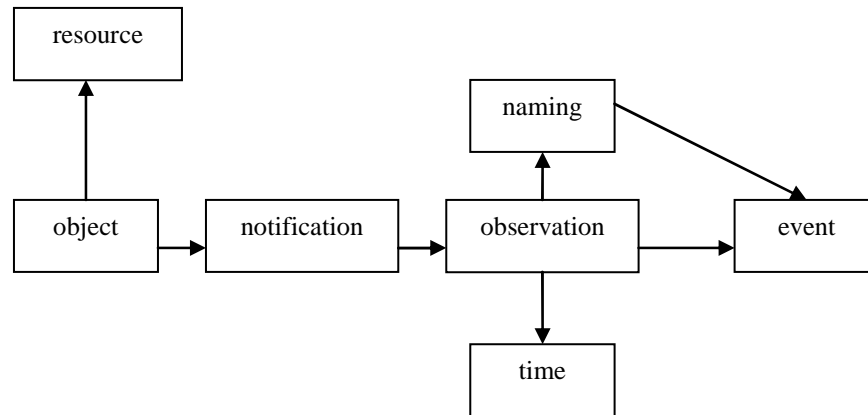 resource
naming
object
notification
observation
event
time